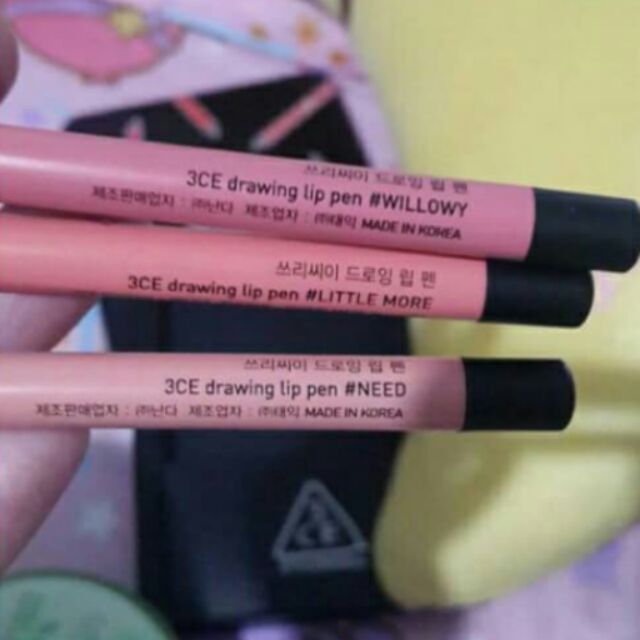 쓰리씨이 드로잉 립 펜
3CE drawing lip pen #WILLOWY
제조판매업자 : ㈜난다 제조업자 : ㈜태익 MADE IN KOREA
쓰리씨이 드로잉 립 펜
3CE drawing lip pen #LITTLE MORE
쓰리씨이 드로잉 립 펜
3CE drawing lip pen #NEED
제조판매업자 : ㈜난다 제조업자 : ㈜태익 MADE IN KOREA
3CE